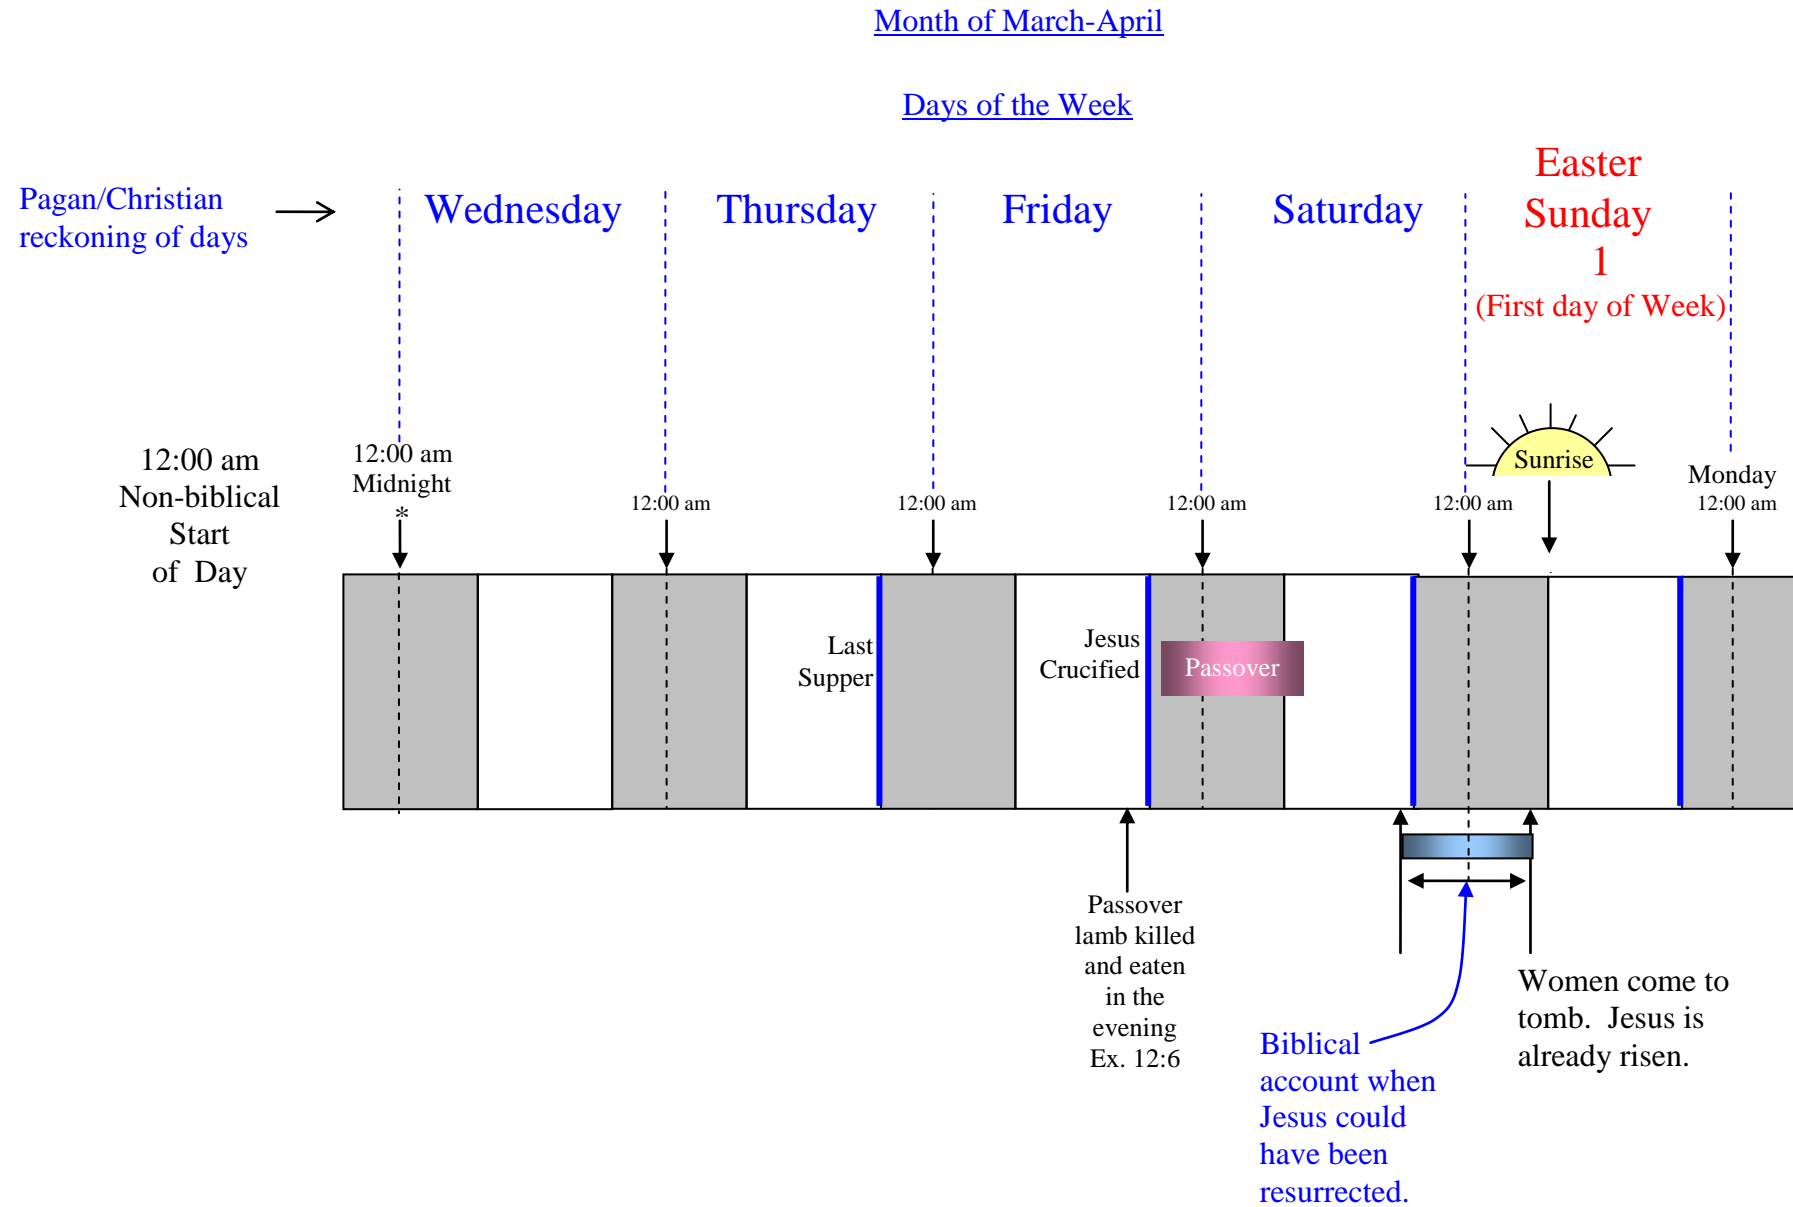 Month of March-April
Days of the Week
Pagan/Christian
reckoning of days
Wednesday
Thursday
Friday
Saturday
Easter
Sunday
1
(First day of Week)
12:00 am
Non-biblical
Start
of Day
12:00 am
Midnight
*
12:00 am
12:00 am
12:00 am
12:00 am
Sunrise
Monday
12:00 am
Last
Supper
Jesus
Crucified
Passover
Passover
lamb killed
and eaten
in the
evening
Ex. 12:6
Biblical
account when
Jesus could
have been
resurrected.
Women come to
tomb. Jesus is
already risen.